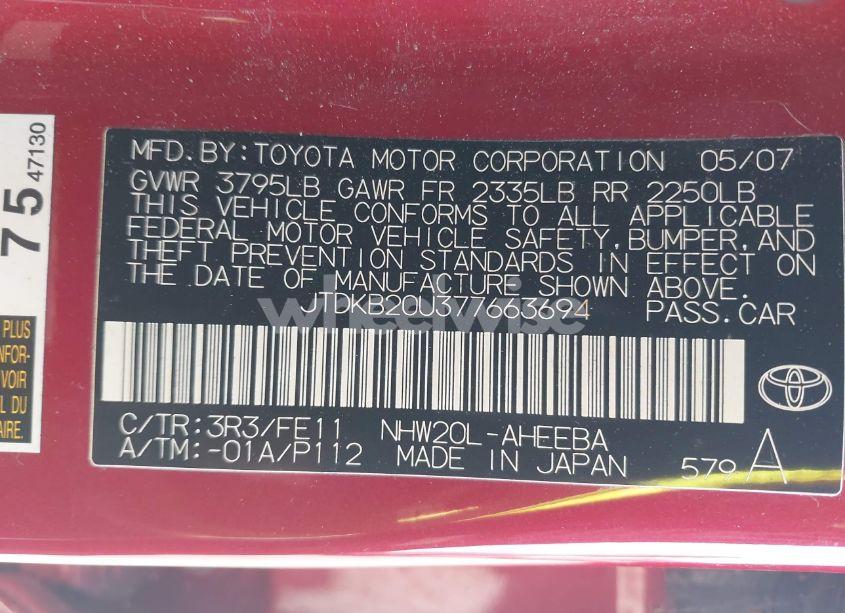 MFD.BY:TOYOTA MOTOR CORPORATION 05/07
GVWR 3795LB GAWR FR 2335LB RR 2250LB
THIS VEHICLE CONFORMS TO ALL APPLICABLE
FEDERAL MOTOR VEHICLE SAFETY,BUMPER,AND
THEFT PREVENTION STANDARDS IN EFFECT ON
THE DATE OF MANUFACTURE SHOWN ABOVE.
JTDKB20U377663694 PASS.CAR
C/TR:3R3/FE11 NHW20L-AHEEBA
A/TM:-01A/P112 MADE IN JAPAN 579 A
75
47130
PLUS
VOIR
DU
wheelwise